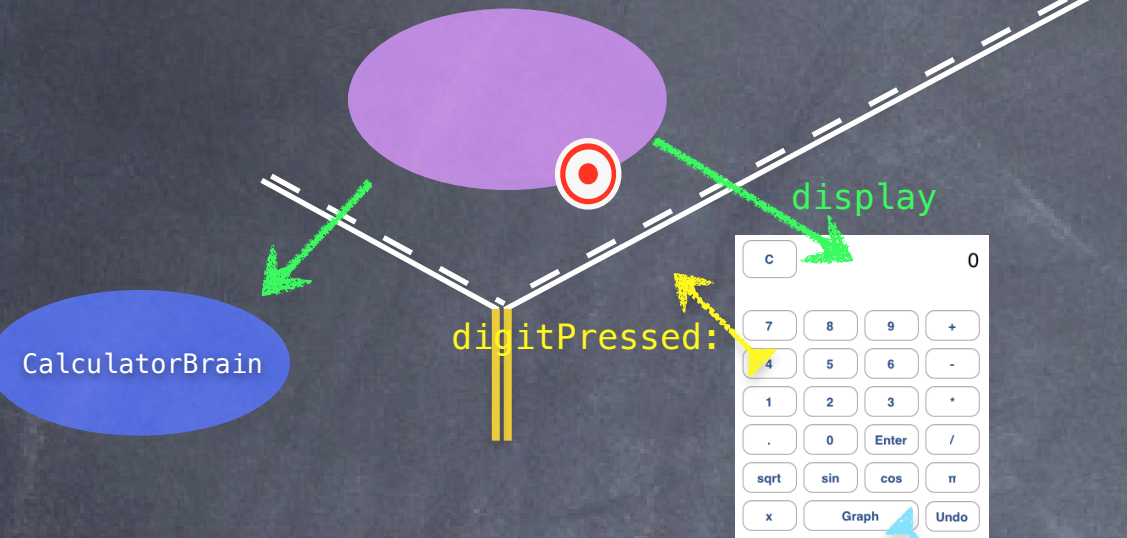 display
C
0
7 8 9 +
digitPressed:
CalculatorBrain
4 5 6 -
1 2 3 *
. 0 Enter /
sqrt sin cos π
x Graph Undo